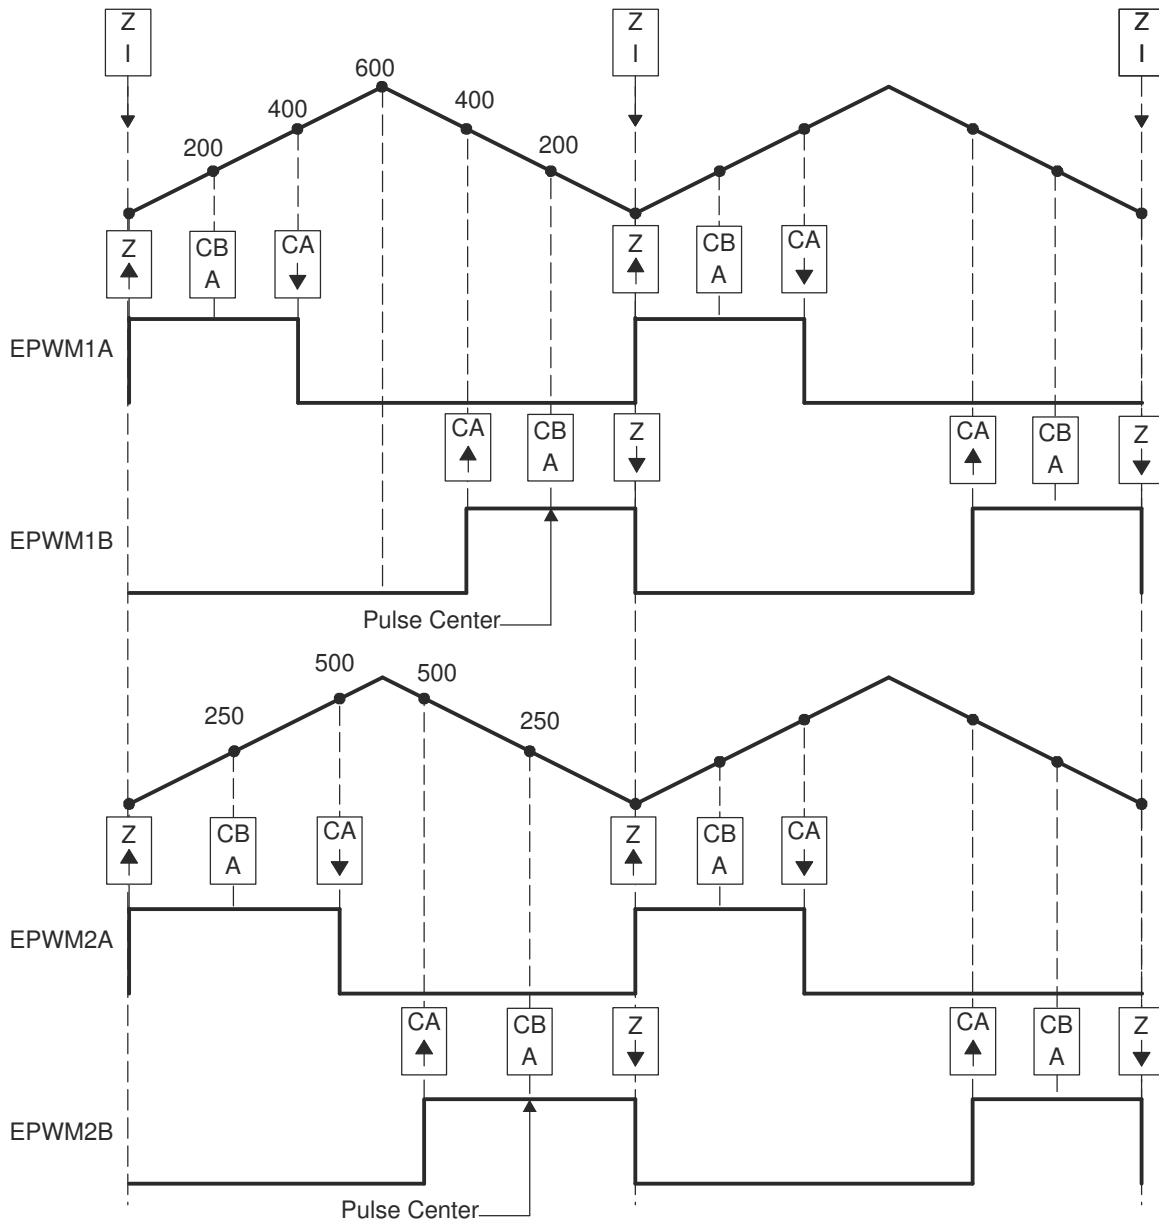 Z Z Z
I I I
600
400 400
200 200
Z CB CA Z CB CA
A A
EPWM1A
CA CB Z CA CB Z
A A
EPWM1B
Pulse Center
500 500
250 250
Z CB CA Z CB CA
A A
EPWM2A
CA CB Z CA CB Z
A A
EPWM2B
Pulse Center